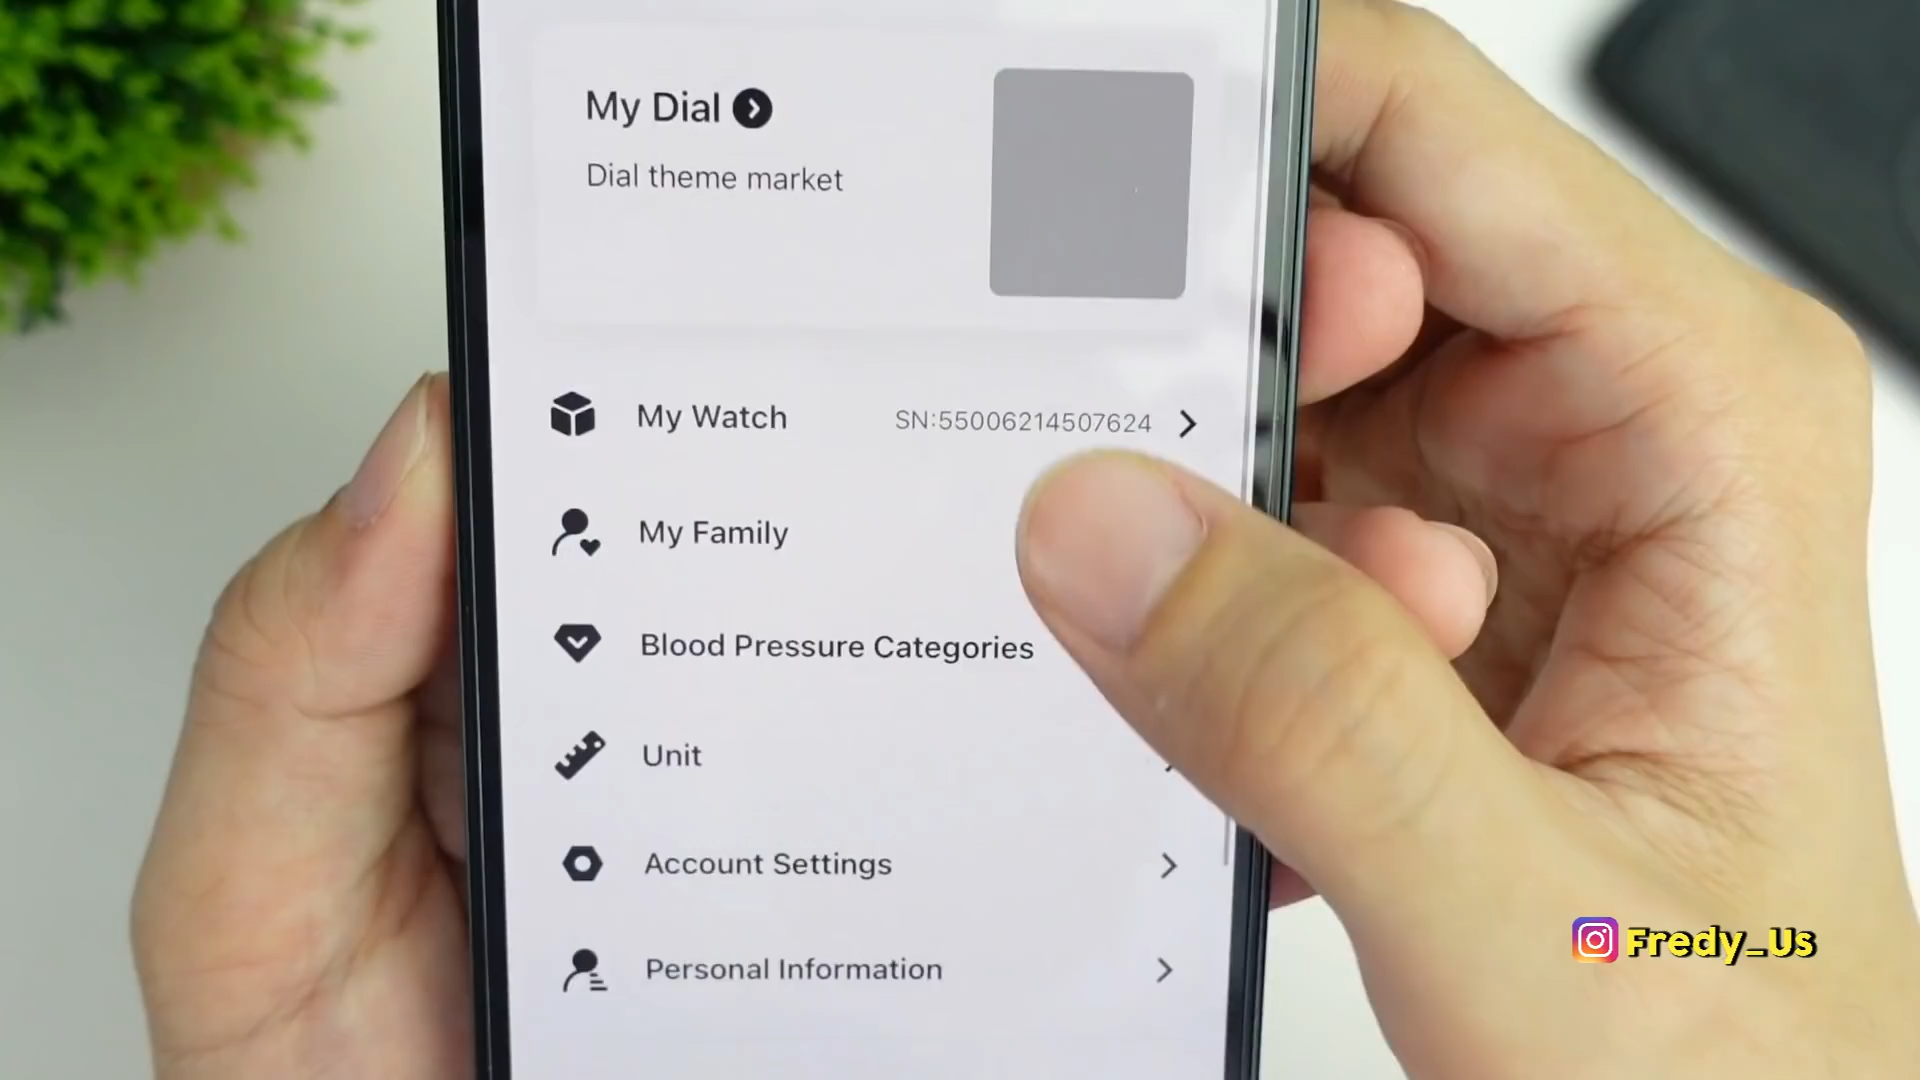 My Dial
Dial theme market
My Watch SN:55006214507624
My Family
Blood Pressure Categories
Unit
Account Settings
Personal Information
Fredy_Us